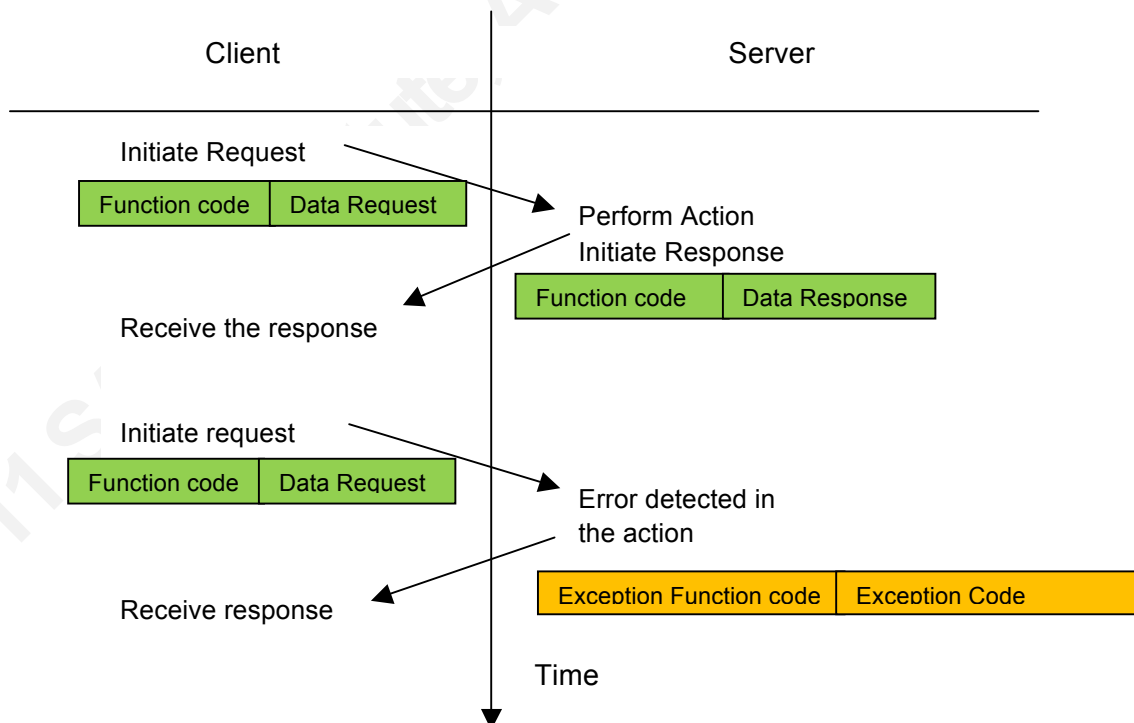 Client
Server
Initiate Request
Function code
Data Request
Perform Action
Initiate Response
Function code
Data Response
Receive the response
Initiate request
Function code
Data Request
Error detected in
the action
Exception Function code
Exception Code
Receive response
Time